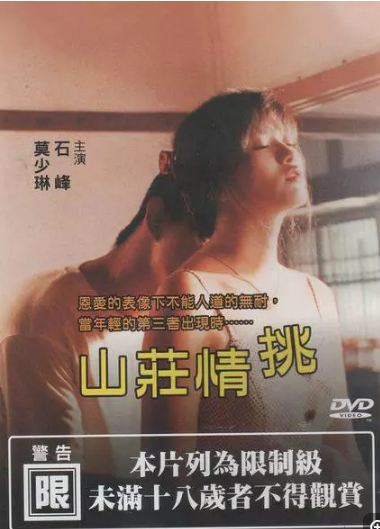 主演
石峰
莫少琳
恩愛的表像下不能人道的無耐，
當年輕的第三者出現時……
山莊情挑
DVD
VIDEO
警告
限
本片列為限制級
未滿十八歲者不得觀賞